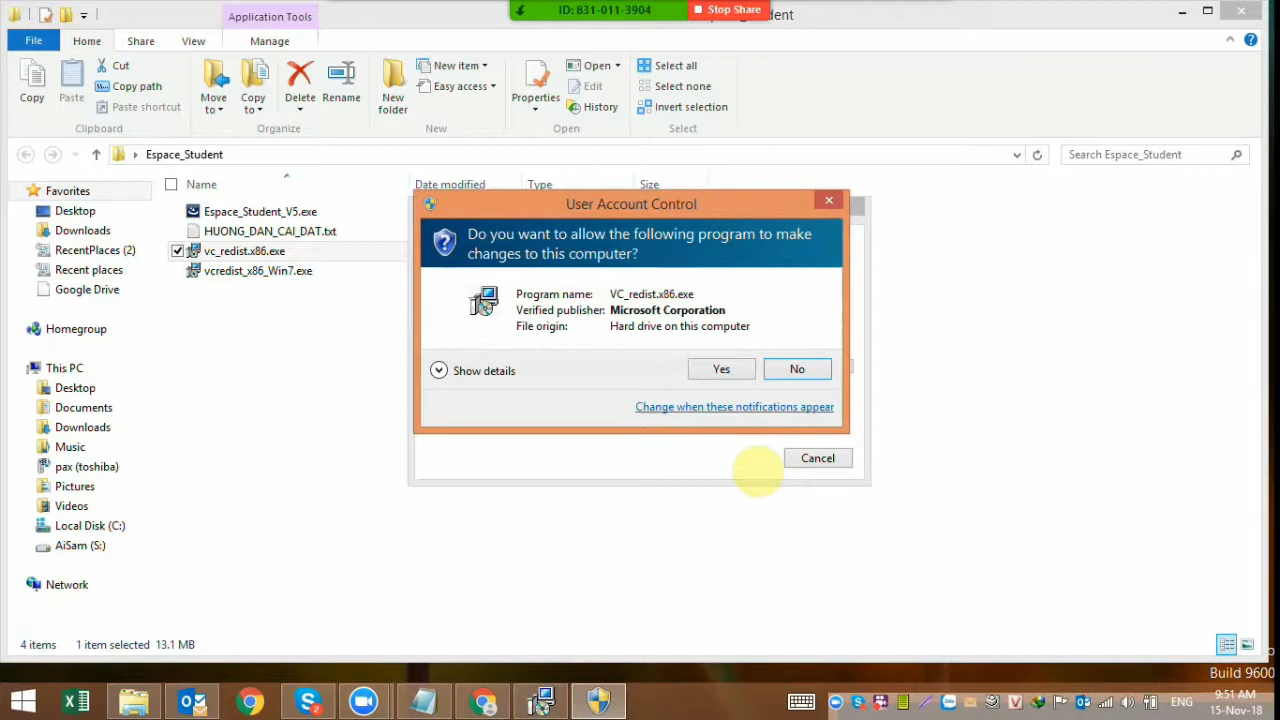 Application Tools
ID: 831-011-3904
Stop Share
File
Home
Share
View
Manage
Copy
Paste
Cut
Copy path
Paste shortcut
Move to
Copy to
Delete
Rename
New folder
New item
Easy access
Properties
Open
Edit
History
Select all
Select none
Invert selection
Clipboard
Organize
New
Open
Select
Espace_Student
Search Espace_Student
Favorites
Desktop
Downloads
RecentPlaces (2)
Recent places
Google Drive
Homegroup
This PC
Desktop
Documents
Downloads
Music
pax (toshiba)
Pictures
Videos
Local Disk (C:)
AiSam (S:)
Network
Name
Date modified
Type
Size
Espace_Student_V5.exe
HUONG_DAN_CAI_DAT.txt
vc_redist.x86.exe
vcredist_x86_Win7.exe
User Account Control
Do you want to allow the following program to make
changes to this computer?
Program name: VC_redist.x86.exe
Verified publisher: Microsoft Corporation
File origin: Hard drive on this computer
Show details
Yes
No
Change when these notifications appear
Cancel
4 items 1 item selected 13.1 MB
Build 9600
ENG
9:51 AM
15-Nov-18